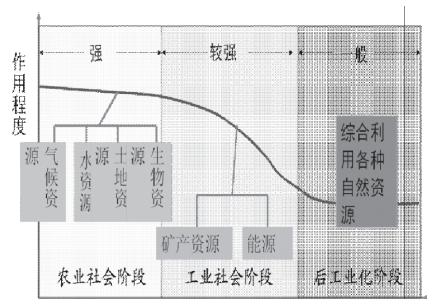 强
较强
一般
作用程度
气候资源
水资源
土地资源
生物资源
矿产资源
能源
综合利
用各种
自然资
源
农业社会阶段
工业社会阶段
后工业化阶段